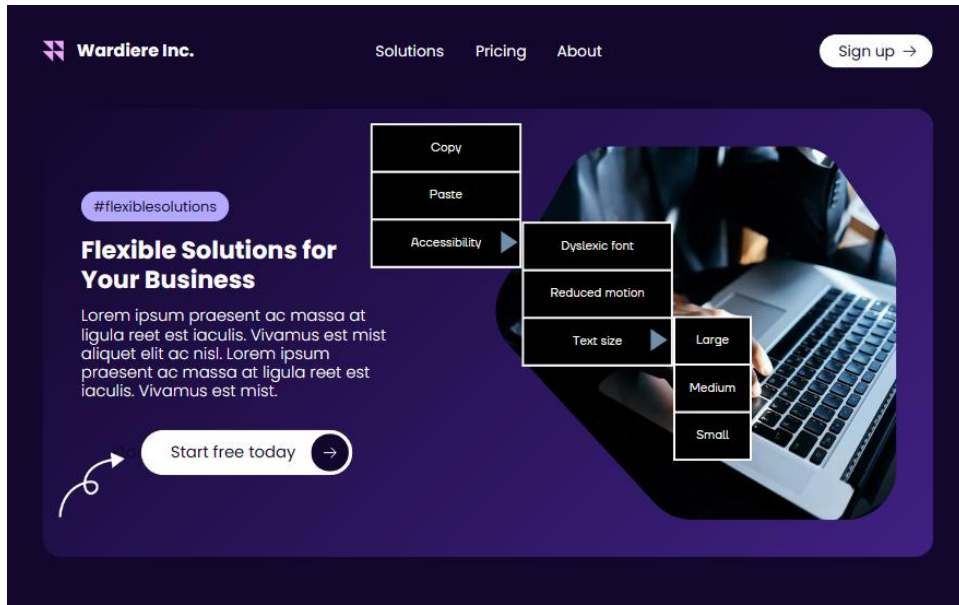 Wardiere Inc.
Solutions
Pricing
About
Sign up →
#flexiblesolutions
Flexible Solutions for
Your Business
Lorem ipsum praesent ac massa at
ligula reet est iaculis. Vivamus est mist
aliquet elit ac nisl. Lorem ipsum
praesent ac massa at ligula reet est
iaculis. Vivamus est mist.
Start free today →
Copy
Paste
Accessibility
Dyslexic font
Reduced motion
Text size
Large
Medium
Small